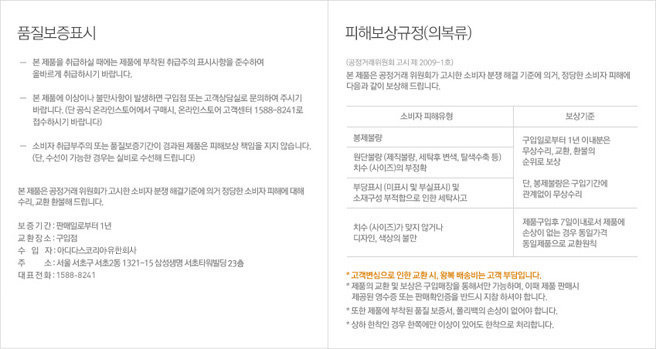 품질보증표시
— 본 제품을 취급하실 때에는 제품에 부착된 취급주의 표시사항을 준수하여
올바르게 취급하시기 바랍니다.
— 본 제품에 이상이나 불만사항이 발생하면 구입점 또는 고객상담실로 문의하여 주시기
바랍니다. (단 공식 온라인스토어에서 구매시, 온라인스토어 고객센터 1588-8241로
접수하시기 바랍니다)
— 소비자 취급부주의 또는 품질보증기간이 경과된 제품은 피해보상 책임을 지지 않습니다.
(단, 수선이 가능한 경우는 실비로 수선해 드립니다)
본 제품은 공정거래 위원회가 고시한 소비자 분쟁 해결기준에 의거 정당한 소비자 피해에 대해
수리, 교환 환불해 드립니다.
보 증 기 간 : 판매일로부터 1년
교 환 장 소 : 구입점
수 입 자 : 아디다스코리아유한회사
주 소 : 서울 서초구 서초2동 1321-15 삼성생명 서초타워빌딩 23층
대 표 전 화 : 1588-8241
피해보상규정(의복류)
(공정거래위원회 고시 제 2009-1호)
본 제품은 공정거래 위원회가 고시한 소비자 분쟁 해결 기준에 의거, 정당한 소비자 피해에
다음과 같이 보상해 드립니다.
소비자 피해유형 보상기준
봉제불량
원단불량 (제직불량, 세탁후 변색, 탈색수축 등)
치수 (사이즈)의 부정확
부당표시 (미표시 및 부실표시) 및
소재구성 부적합으로 인한 세탁사고
구입일로부터 1년 이내분은
무상수리, 교환, 환불의
순위로 보상
단, 봉제불량은 구입기간에
관계없이 무상수리
치수 (사이즈)가 맞지 않거나
디자인, 색상의 불만
제품구입후 7일이내로서 제품에
손상이 없는 경우 동일가격
동일제품으로 교환원칙
* 고객변심으로 인한 교환 시, 왕복 배송비는 고객 부담입니다.
* 제품의 교환 및 보상은 구입매장을 통해서만 가능하며, 이때 제품 판매시
제공된 영수증 또는 판매확인증을 반드시 지참 하셔야 합니다.
* 또한 제품에 부착된 품질 보증서, 폴리백의 손상이 없어야 합니다.
* 상하 한착인 경우 한쪽에만 이상이 있어도 한착으로 처리합니다.